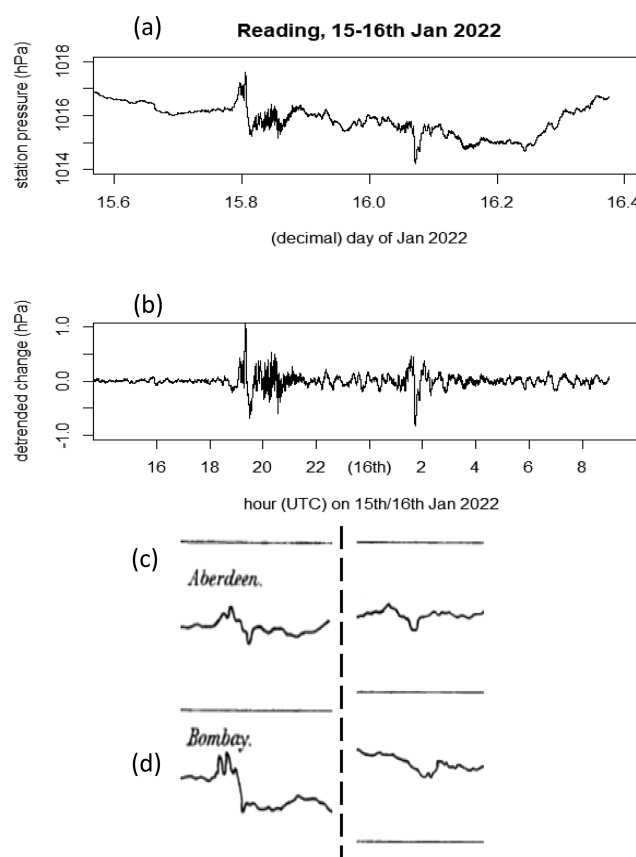 (a)
Reading, 15-16th Jan 2022
station pressure (hPa)
1014 1016 1018
15.6 15.8 16.0 16.2 16.4
(decimal) day of Jan 2022
(b)
detrended change (hPa)
-1.0 0.0 1.0
16 18 20 22 (16th) 2 4 6 8
hour (UTC) on 15th/16th Jan 2022
(c)
Aberdeen.
Bombay.
(d)